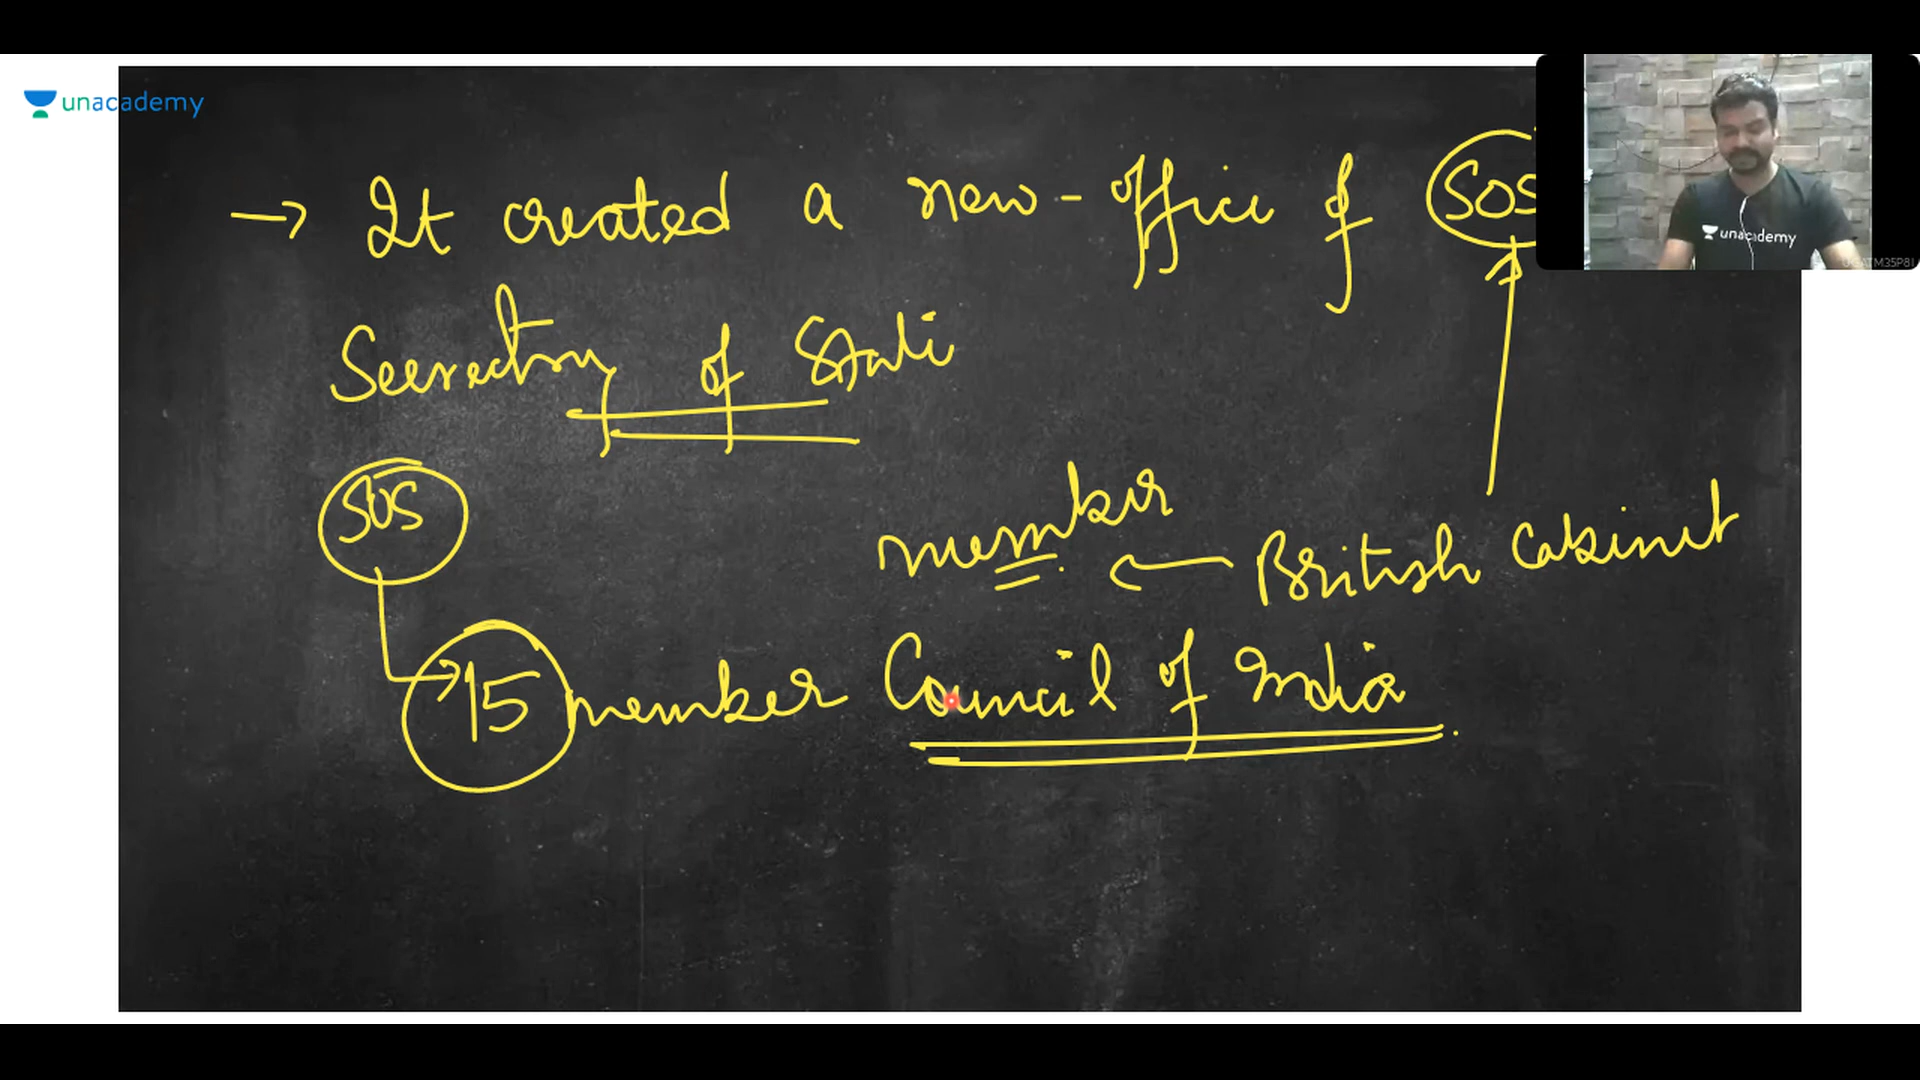 unacademy
→ It created a new-office of SOS
Secretary of State
SOS
member ← British Cabinet
15 member Council of India
unacademy